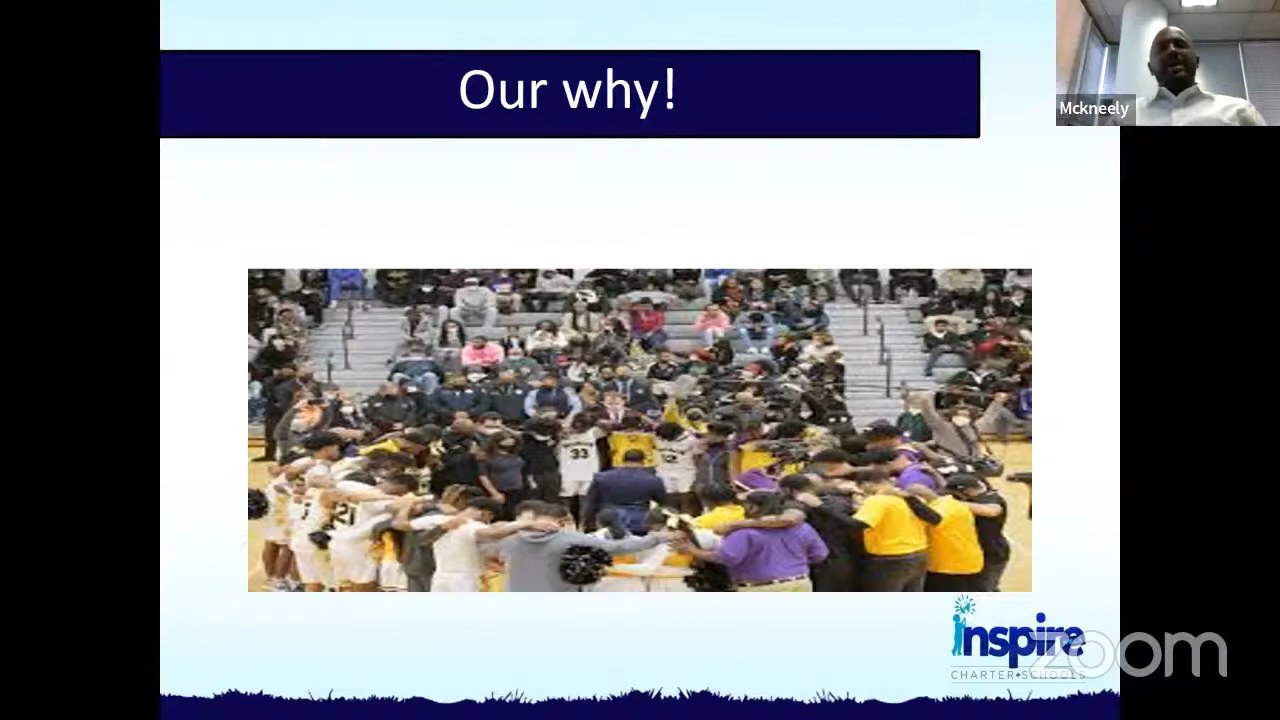 Our why!
Mckneely
33
21
inspire
CHARTER SCHOOLS
zoom